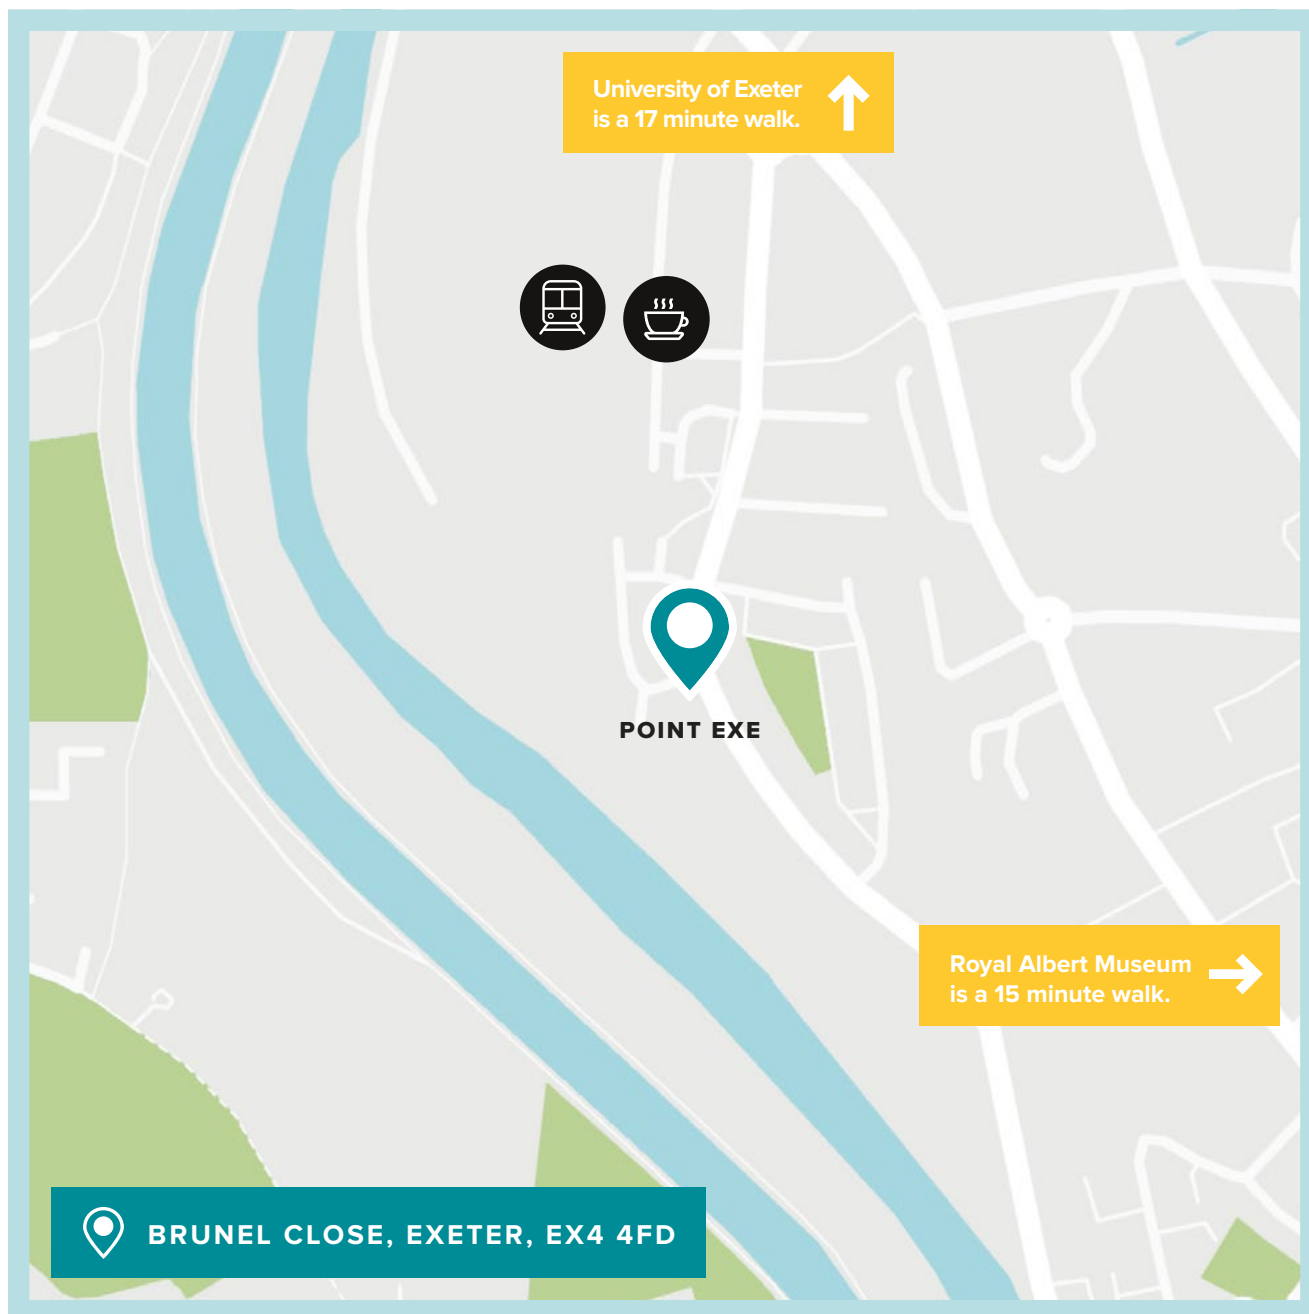 University of Exeter
is a 17 minute walk.
POINT EXE
Royal Albert Museum
is a 15 minute walk.
BRUNEL CLOSE, EXETER, EX4 4FD